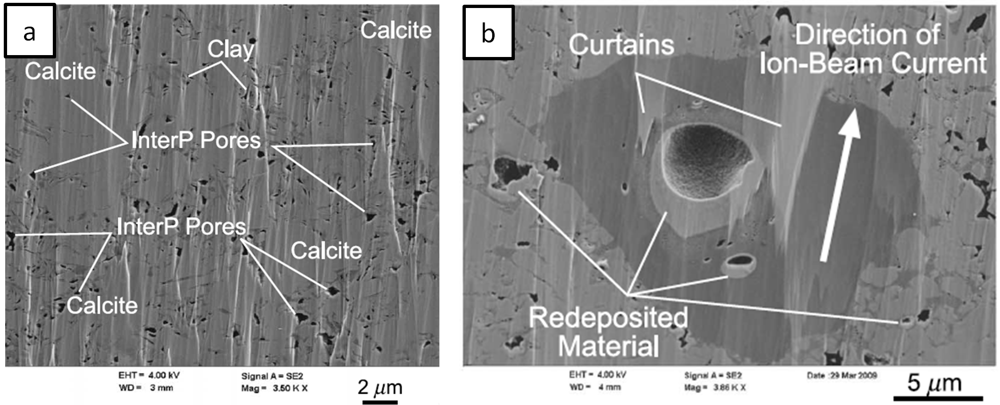 a
Calcite
Clay
Calcite
InterP Pores
InterP Pores
Calcite
Calcite
EHT = 4.00 kV
WD = 3 mm
Signal A = SE2
Mag = 3.50 K X
2 μm
b
Curtains
Direction of
Ion-Beam Current
Redeposited
Material
EHT = 4.00 kV
WD = 4 mm
Signal A = SE2
Mag = 3.86 K X
Date :29 Mar 2009
5 μm